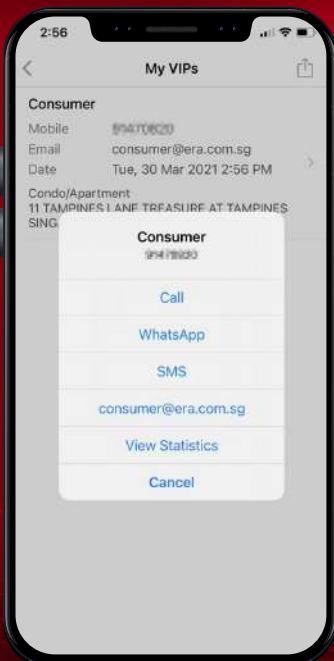 2:56
My VIPs
Consumer
Mobile
Email consumer@era.com.sg
Date Tue, 30 Mar 2021 2:56 PM
Condo/Apartment
11 TAMPINES LANE TREASURE AT TAMPINES
SING
Consumer
Call
WhatsApp
SMS
consumer@era.com.sg
View Statistics
Cancel